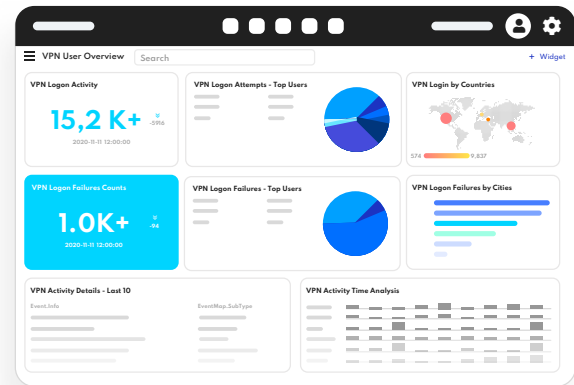 VPN User Overview
Search
+ Widget
VPN Logon Activity
15,2 K+
-5916
2020-11-11 12:00:00
VPN Logon Attempts - Top Users
VPN Login by Countries
574
9,837
VPN Logon Failures Counts
1.0K+
-94
2020-11-11 12:00:00
VPN Logon Failures - Top Users
VPN Logon Failures by Cities
VPN Activity Details - Last 10
Event.Info
EventMap.SubType
VPN Activity Time Analysis